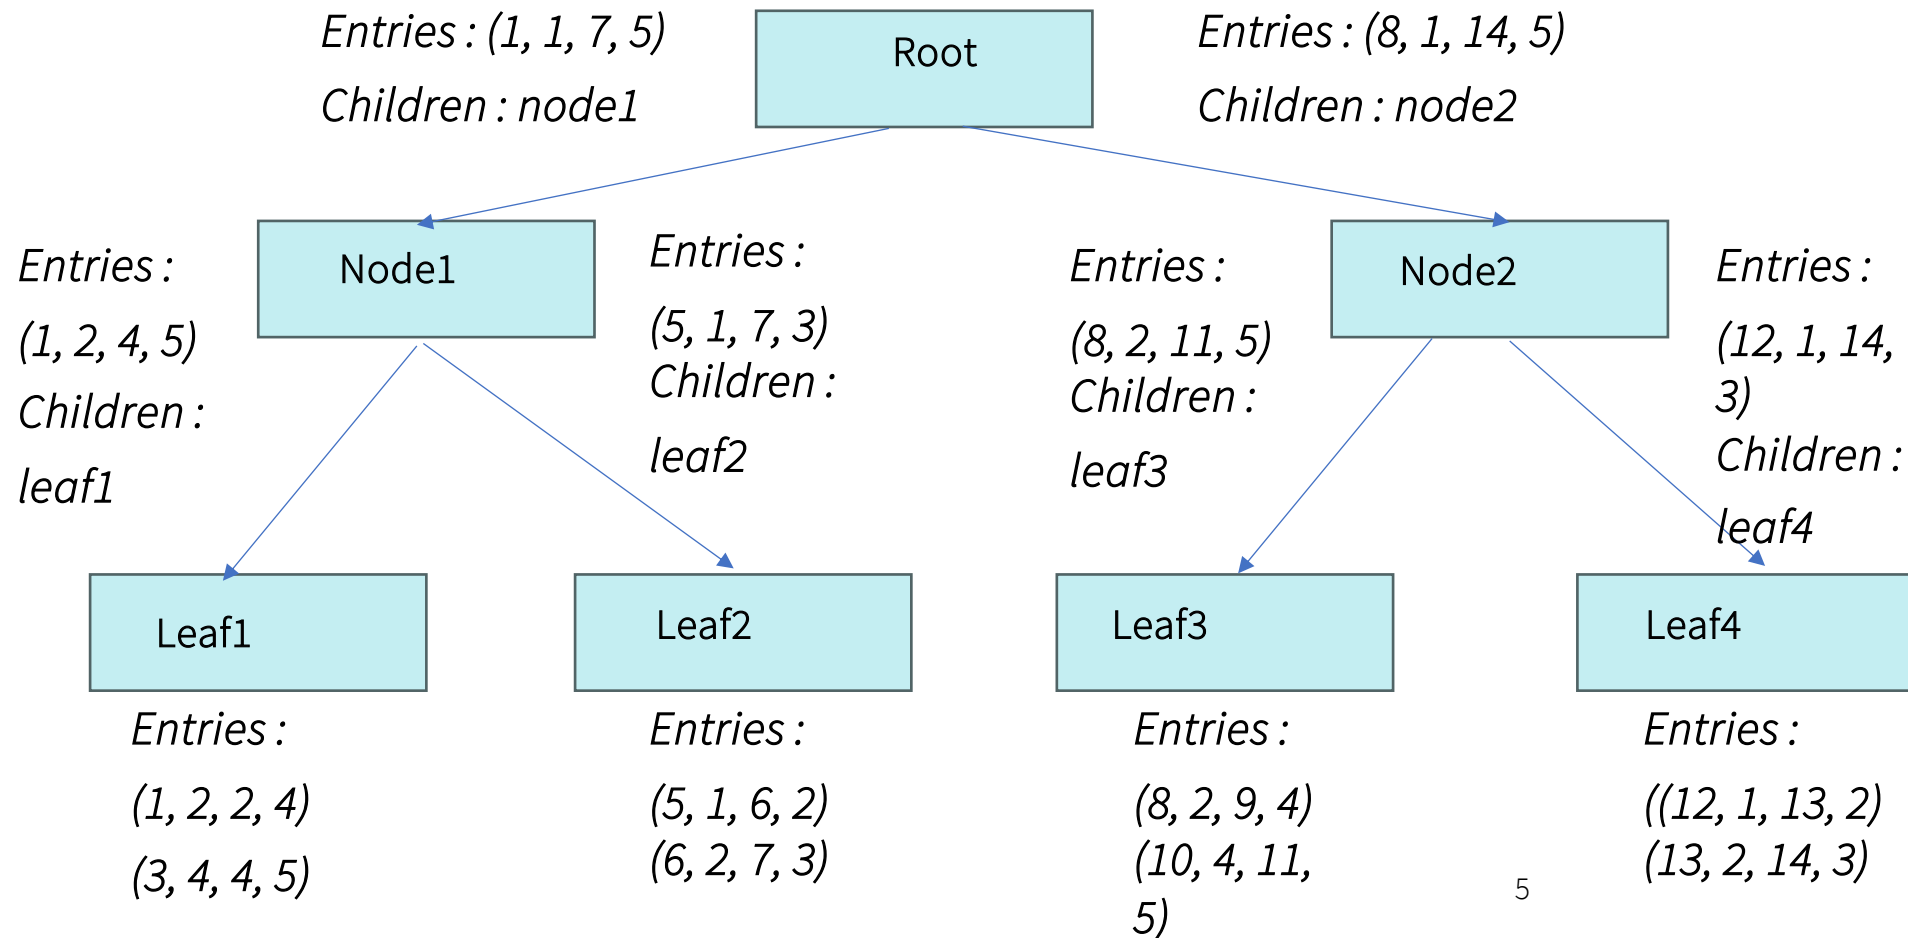 Entries : (1, 1, 7, 5)
Children : node1
Root
Entries : (8, 1, 14, 5)
Children : node2
Entries :
(1, 2, 4, 5)
Children :
leaf1
Node1
Entries :
(5, 1, 7, 3)
Children :
leaf2
Entries :
(8, 2, 11, 5)
Children :
leaf3
Node2
Entries :
(12, 1, 14,
3)
Children :
leaf4
Leaf1
Entries :
(1, 2, 2, 4)
(3, 4, 4, 5)
Leaf2
Entries :
(5, 1, 6, 2)
(6, 2, 7, 3)
Leaf3
Entries :
(8, 2, 9, 4)
(10, 4, 11,
5)
Leaf4
Entries :
((12, 1, 13, 2)
(13, 2, 14, 3)
5